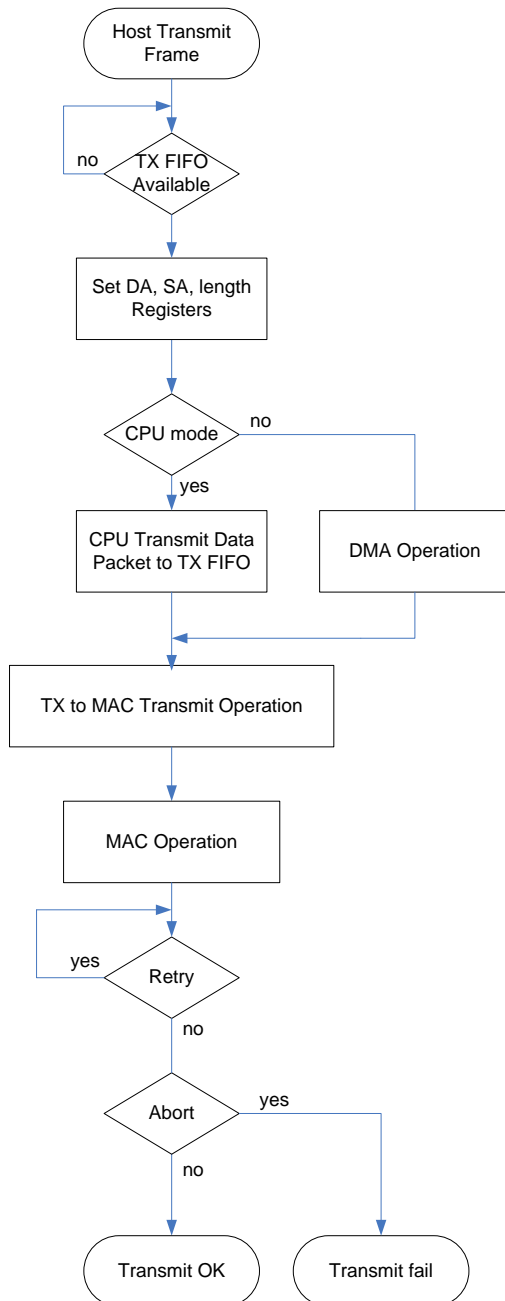 Host Transmit
Frame
no
TX FIFO
Available
Set DA, SA, length
Registers
CPU mode
no
yes
CPU Transmit Data
Packet to TX FIFO
DMA Operation
TX to MAC Transmit Operation
MAC Operation
yes
Retry
no
Abort
yes
no
Transmit OK
Transmit fail